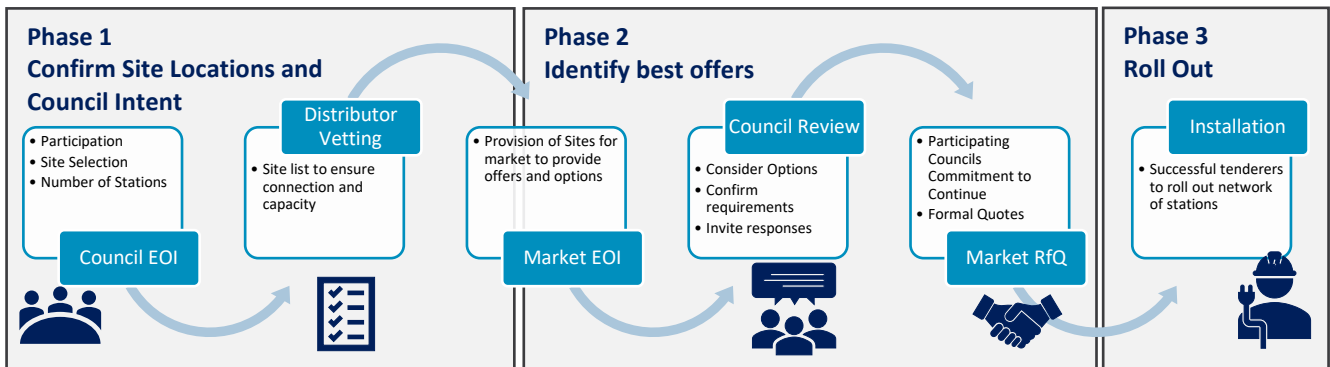 Phase 1
Confirm Site Locations and
Council Intent
• Participation
• Site Selection
• Number of Stations
Council EOI
Distributor
Vetting
• Site list to ensure
connection and
capacity
Phase 2
Identify best offers
• Provision of Sites for
market to provide
offers and options
Market EOI
Council Review
• Consider Options
• Confirm
requirements
• Invite responses
• Participating
Councils
Commitment to
Continue
• Formal Quotes
Market RfQ
Phase 3
Roll Out
Installation
• Successful tenderers
to roll out network
of stations